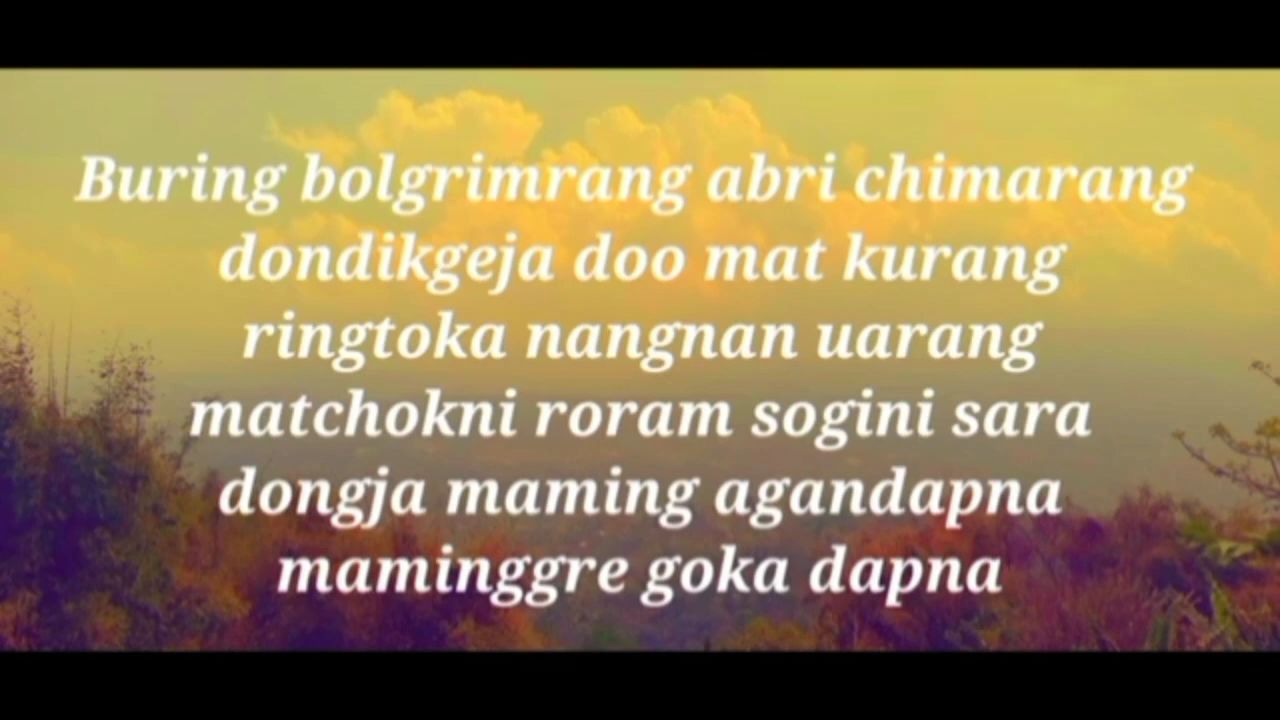 Buring bolgrimrang abri chimarang
dondikgeja doo mat kurang
ringtoka nangnan uarang
matchokni roram sogini sara
dongja maming agandapna
maminggre goka dapna